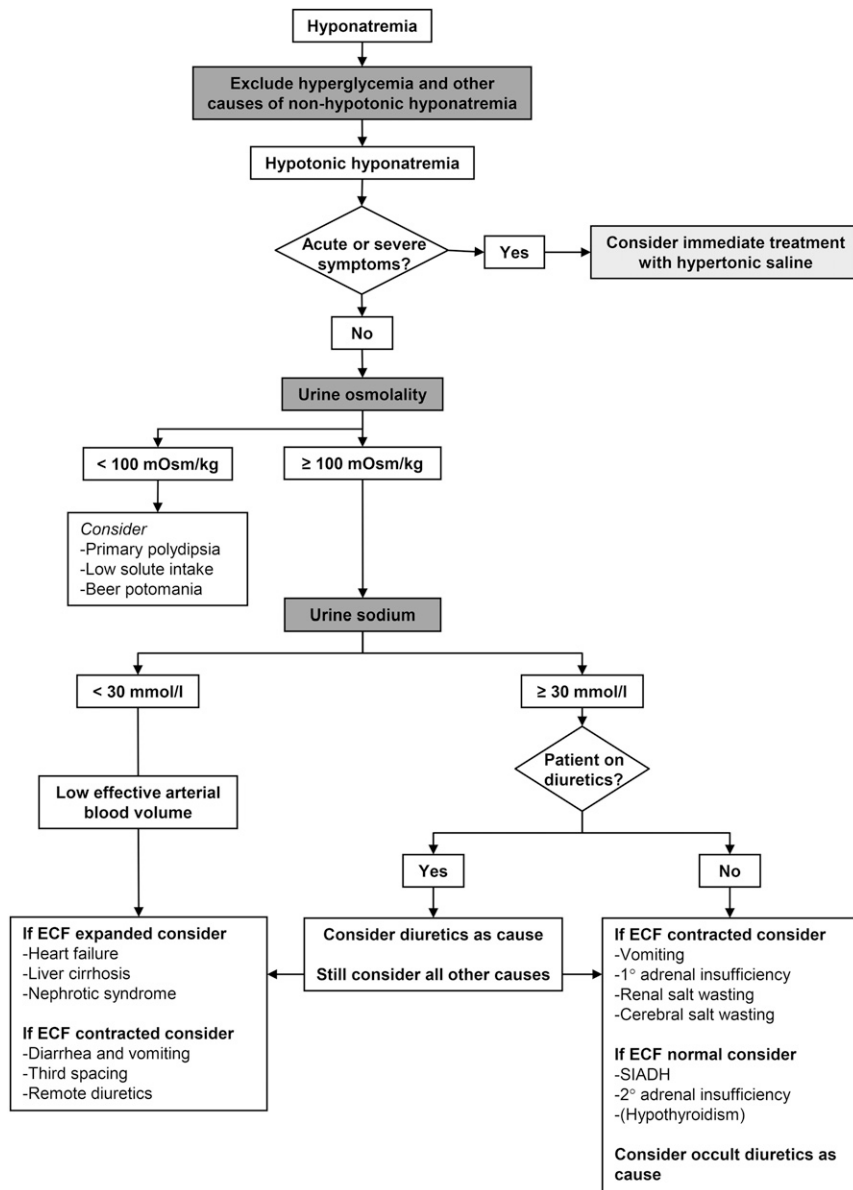 Hyponatremia
Exclude hyperglycemia and other
causes of non-hypotonic hyponatremia
Hypotonic hyponatremia
Acute or severe
symptoms?
Yes
Consider immediate treatment
with hypertonic saline
No
Urine osmolality
< 100 mOsm/kg
≥ 100 mOsm/kg
Consider
-Primary polydipsia
-Low solute intake
-Beer potomania
Urine sodium
< 30 mmol/l
≥ 30 mmol/l
Patient on
diuretics?
Low effective arterial
blood volume
Yes
No
If ECF expanded consider
-Heart failure
-Liver cirrhosis
-Nephrotic syndrome
If ECF contracted consider
-Diarrhea and vomiting
-Third spacing
-Remote diuretics
Consider diuretics as cause
Still consider all other causes
If ECF contracted consider
-Vomiting
-1° adrenal insufficiency
-Renal salt wasting
-Cerebral salt wasting
If ECF normal consider
-SIADH
-2° adrenal insufficiency
-(Hypothyroidism)
Consider occult diuretics as
cause